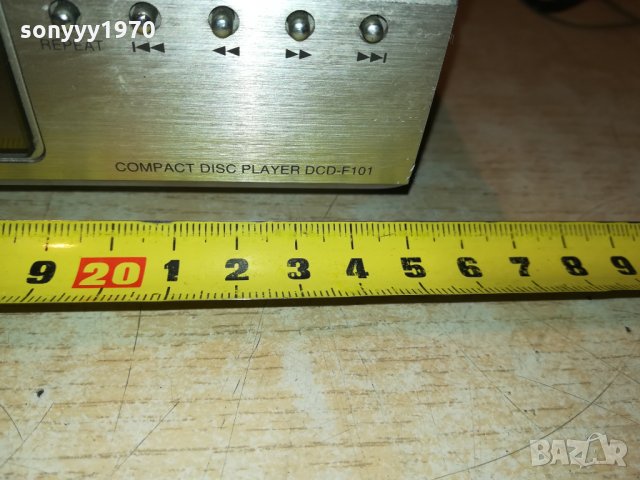 sonyyy1970
REPEAT
COMPACT DISC PLAYER DCD-F101
9 20 1 2 3 4 5 6 7 8 9
BAZAR